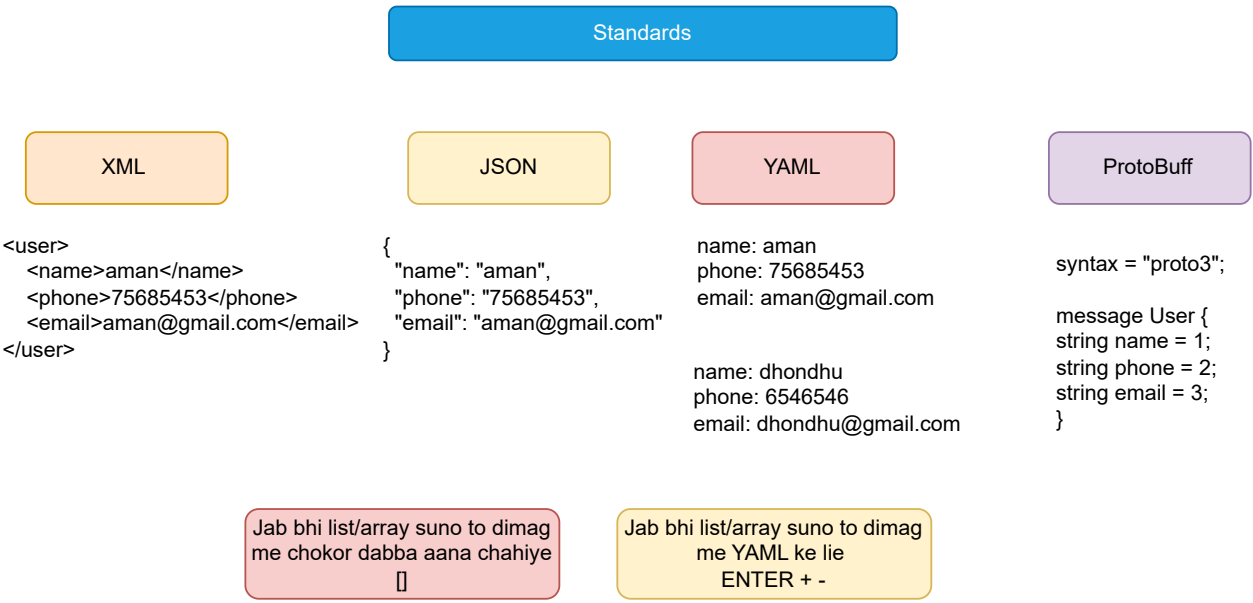 Standards
XML
JSON
YAML
ProtoBuff
<user>
<name>aman</name>
<phone>75685453</phone>
<email>aman@gmail.com</email>
</user>
{
"name": "aman",
"phone": "75685453",
"email": "aman@gmail.com"
}
name: aman
phone: 75685453
email: aman@gmail.com
name: dhondhu
phone: 6546546
email: dhondhu@gmail.com
syntax = "proto3";
message User {
string name = 1;
string phone = 2;
string email = 3;
}
Jab bhi list/array suno to dimag
me chokor dabba aana chahiye
[]
Jab bhi list/array suno to dimag
me YAML ke lie
ENTER + -